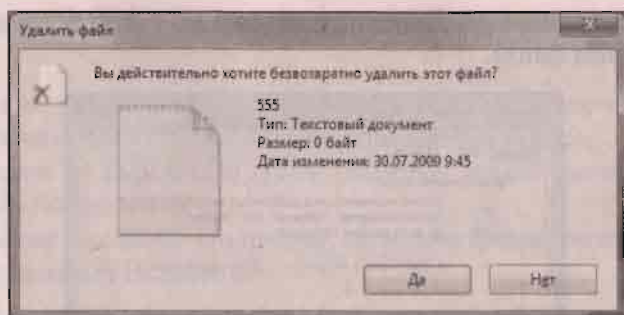 Удалить файл
Вы действительно хотите безвозвратно удалить этот файл?
555
Тип: Текстовый документ
Размер: 0 байт
Дата изменения: 30.07.2009 9:45
Да
Нет